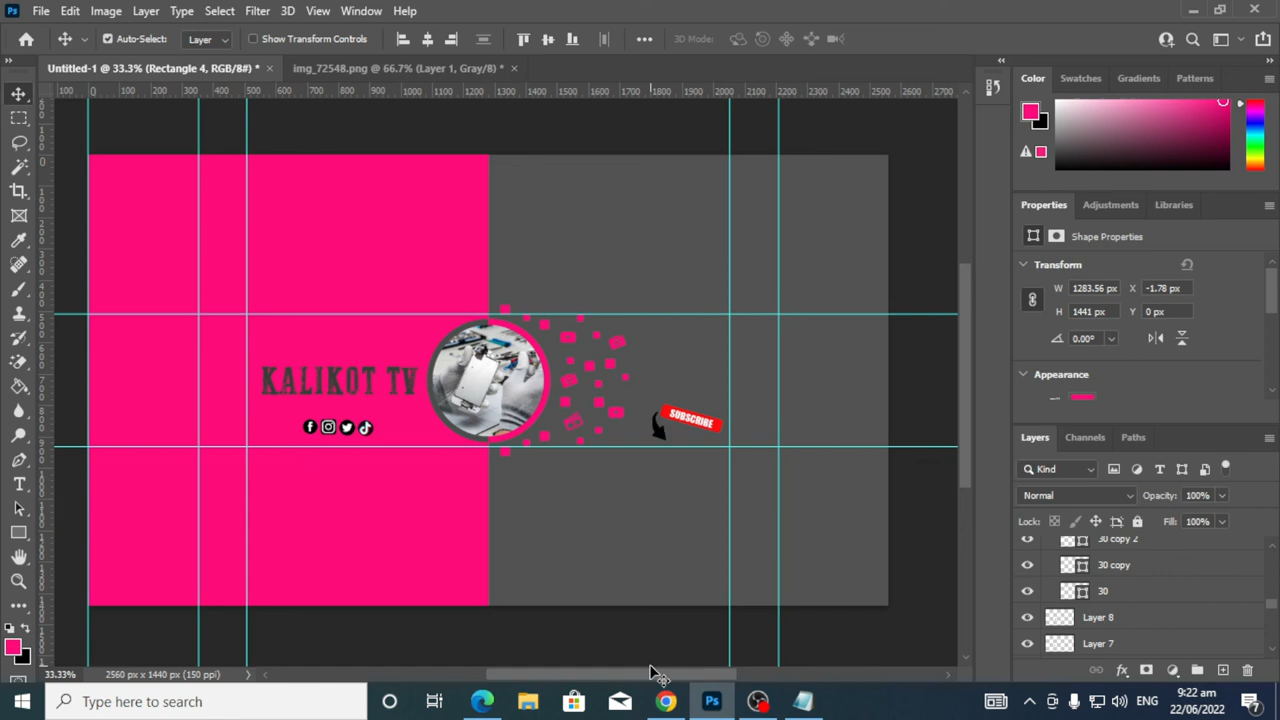 Ps File Edit Image Layer Type Select Filter 3D View Window Help
Auto-Select: Layer Show Transform Controls 3D Mode:
Untitled-1 @ 33.3% (Rectangle 4, RGB/8#) * × img_72548.png @ 66.7% (Layer 1, Gray/8) * ×
100 0 100 200 300 400 500 600 700 800 900 1000 1100 1200 1300 1400 1500 1600 1700 1800 1900 2000 2100 2200 2300 2400 2500 2600 2700
Color Swatches Gradients Patterns
Properties Adjustments Libraries
Shape Properties
Transform
W 1283.56 px X -1.78 px
H 1441 px Y 0 px
0.00°
Appearance
KALIKOT TV
SUBSCRIBE
Layers Channels Paths
Kind
Normal Opacity: 100%
Lock: Fill: 100%
30 copy 2
30 copy
30
Layer 8
Layer 7
33.33% 2560 px x 1440 px (150 ppi)
Type here to search
Ps
ENG
9:22 am
22/06/2022
7